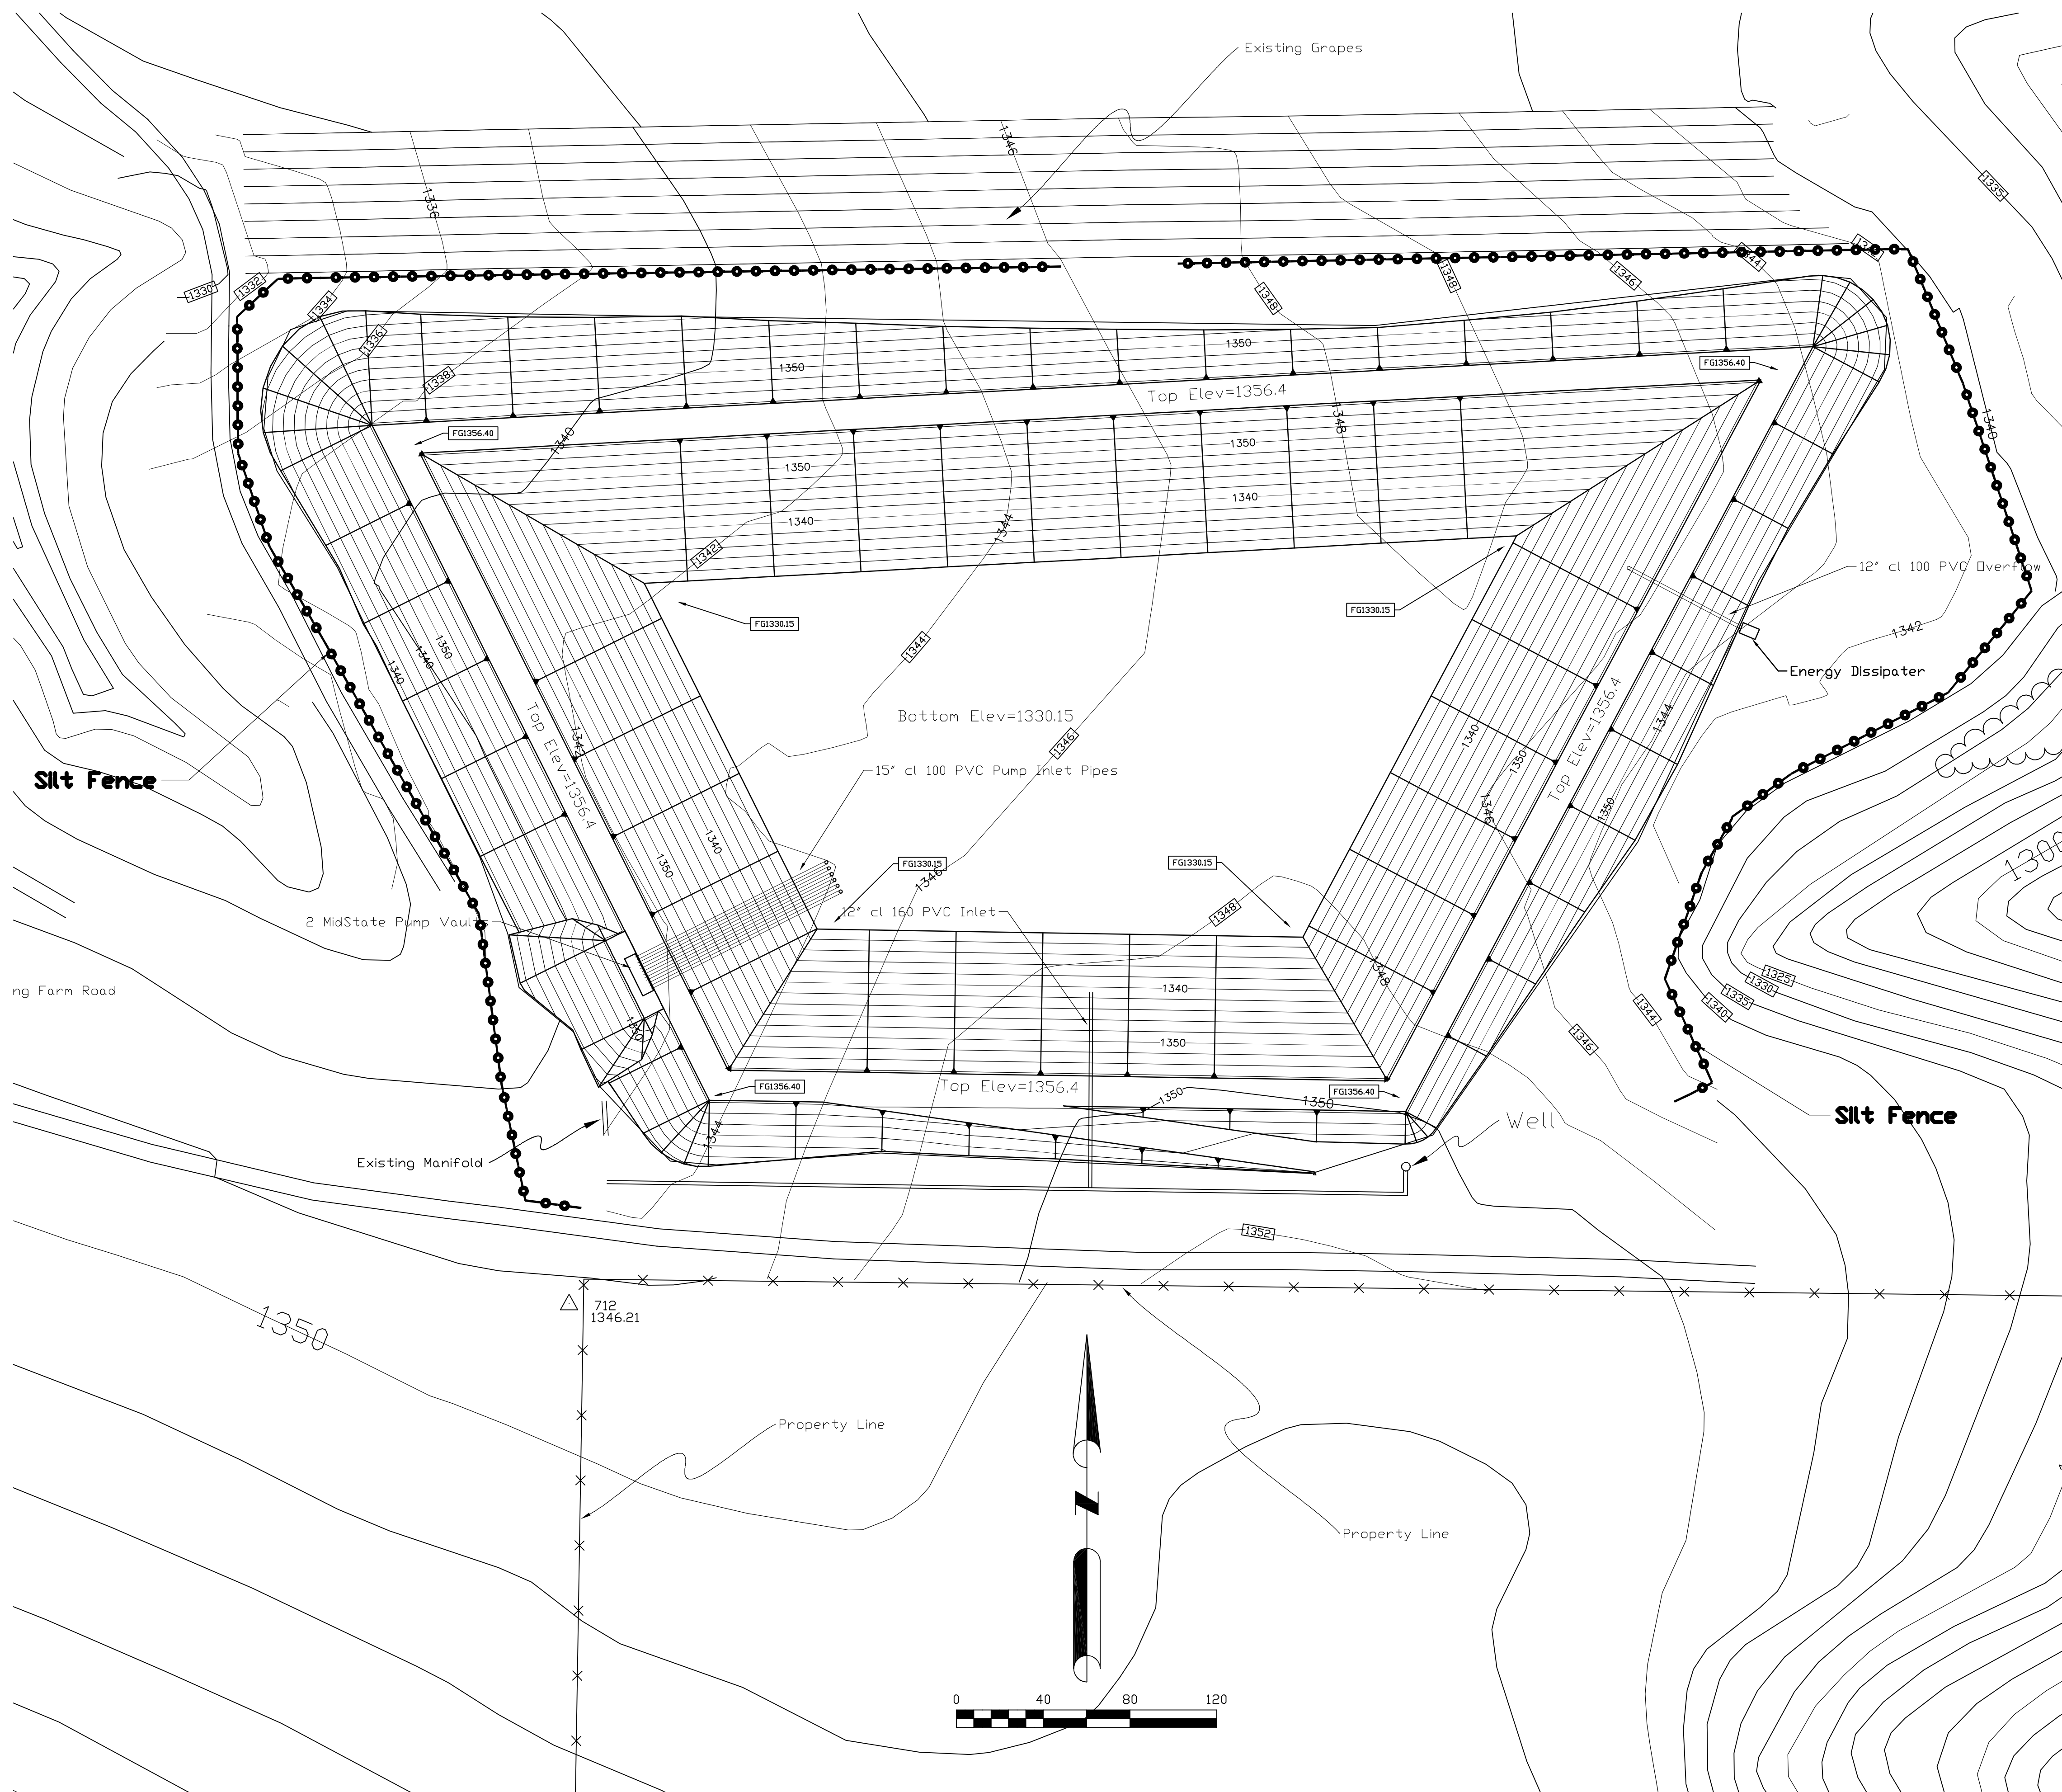 Existing Grapes
1346
1336
1335
1330
1332
1334
1336
1338
1348
1348
1346
1344
1350
1350
Top Elev=1356.4
FG1356.40
FG1356.40
1340
1348
1340
1350
1350
1340
1340
1344
1342
12" cl 100 PVC Overflow
FG1330.15
FG1330.15
1344
1342
Energy Dissipater
1350
1340
1340
Bottom Elev=1330.15
1346
1342
Top Elev=1356.4
1340
1350
Top Elev=1356.4
1344
1350
1346
Silt Fence
15" cl 100 PVC Pump Inlet Pipes
1340
1350
FG1330.15
FG1330.15
1346
1300
2 MidState Pump Vaults
12" cl 160 PVC Inlet
1348
1348
1325
1330
1335
1340
ng Farm Road
1340
1350
1350
1344
1346
Top Elev=1356.4
FG1356.40
FG1356.40
1350
1350
1344
Well
Silt Fence
Existing Manifold
1352
712
1346.21
1350
Property Line
Property Line
N
0 40 80 120